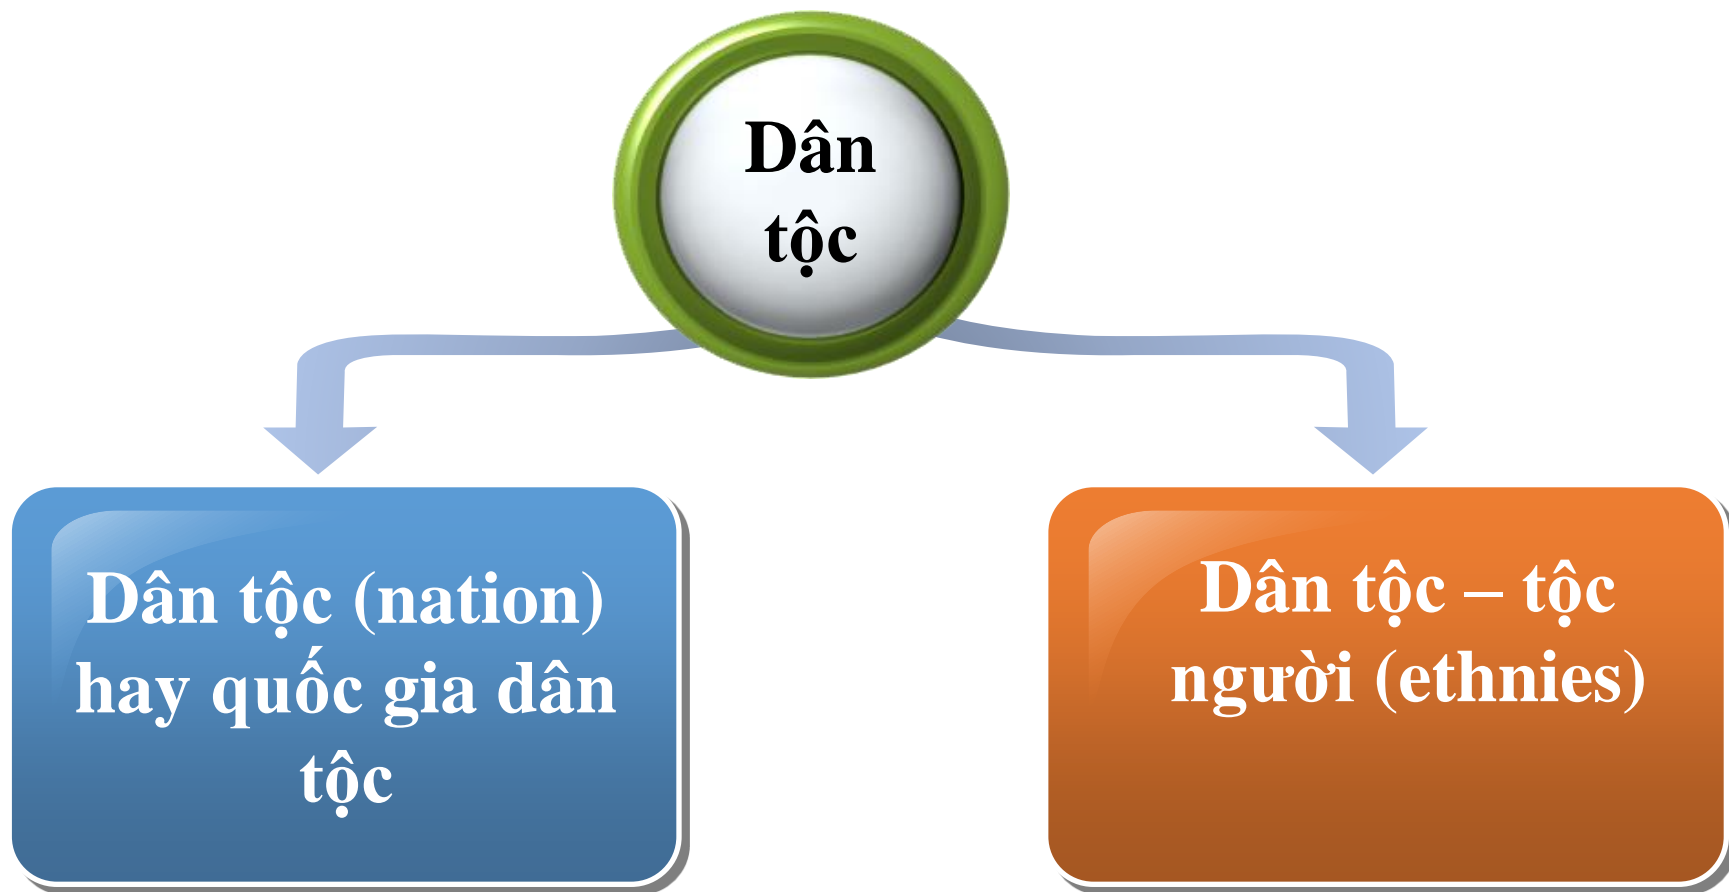 Dân
tộc
Dân tộc (nation)
hay quốc gia dân
tộc
Dân tộc – tộc
người (ethnies)